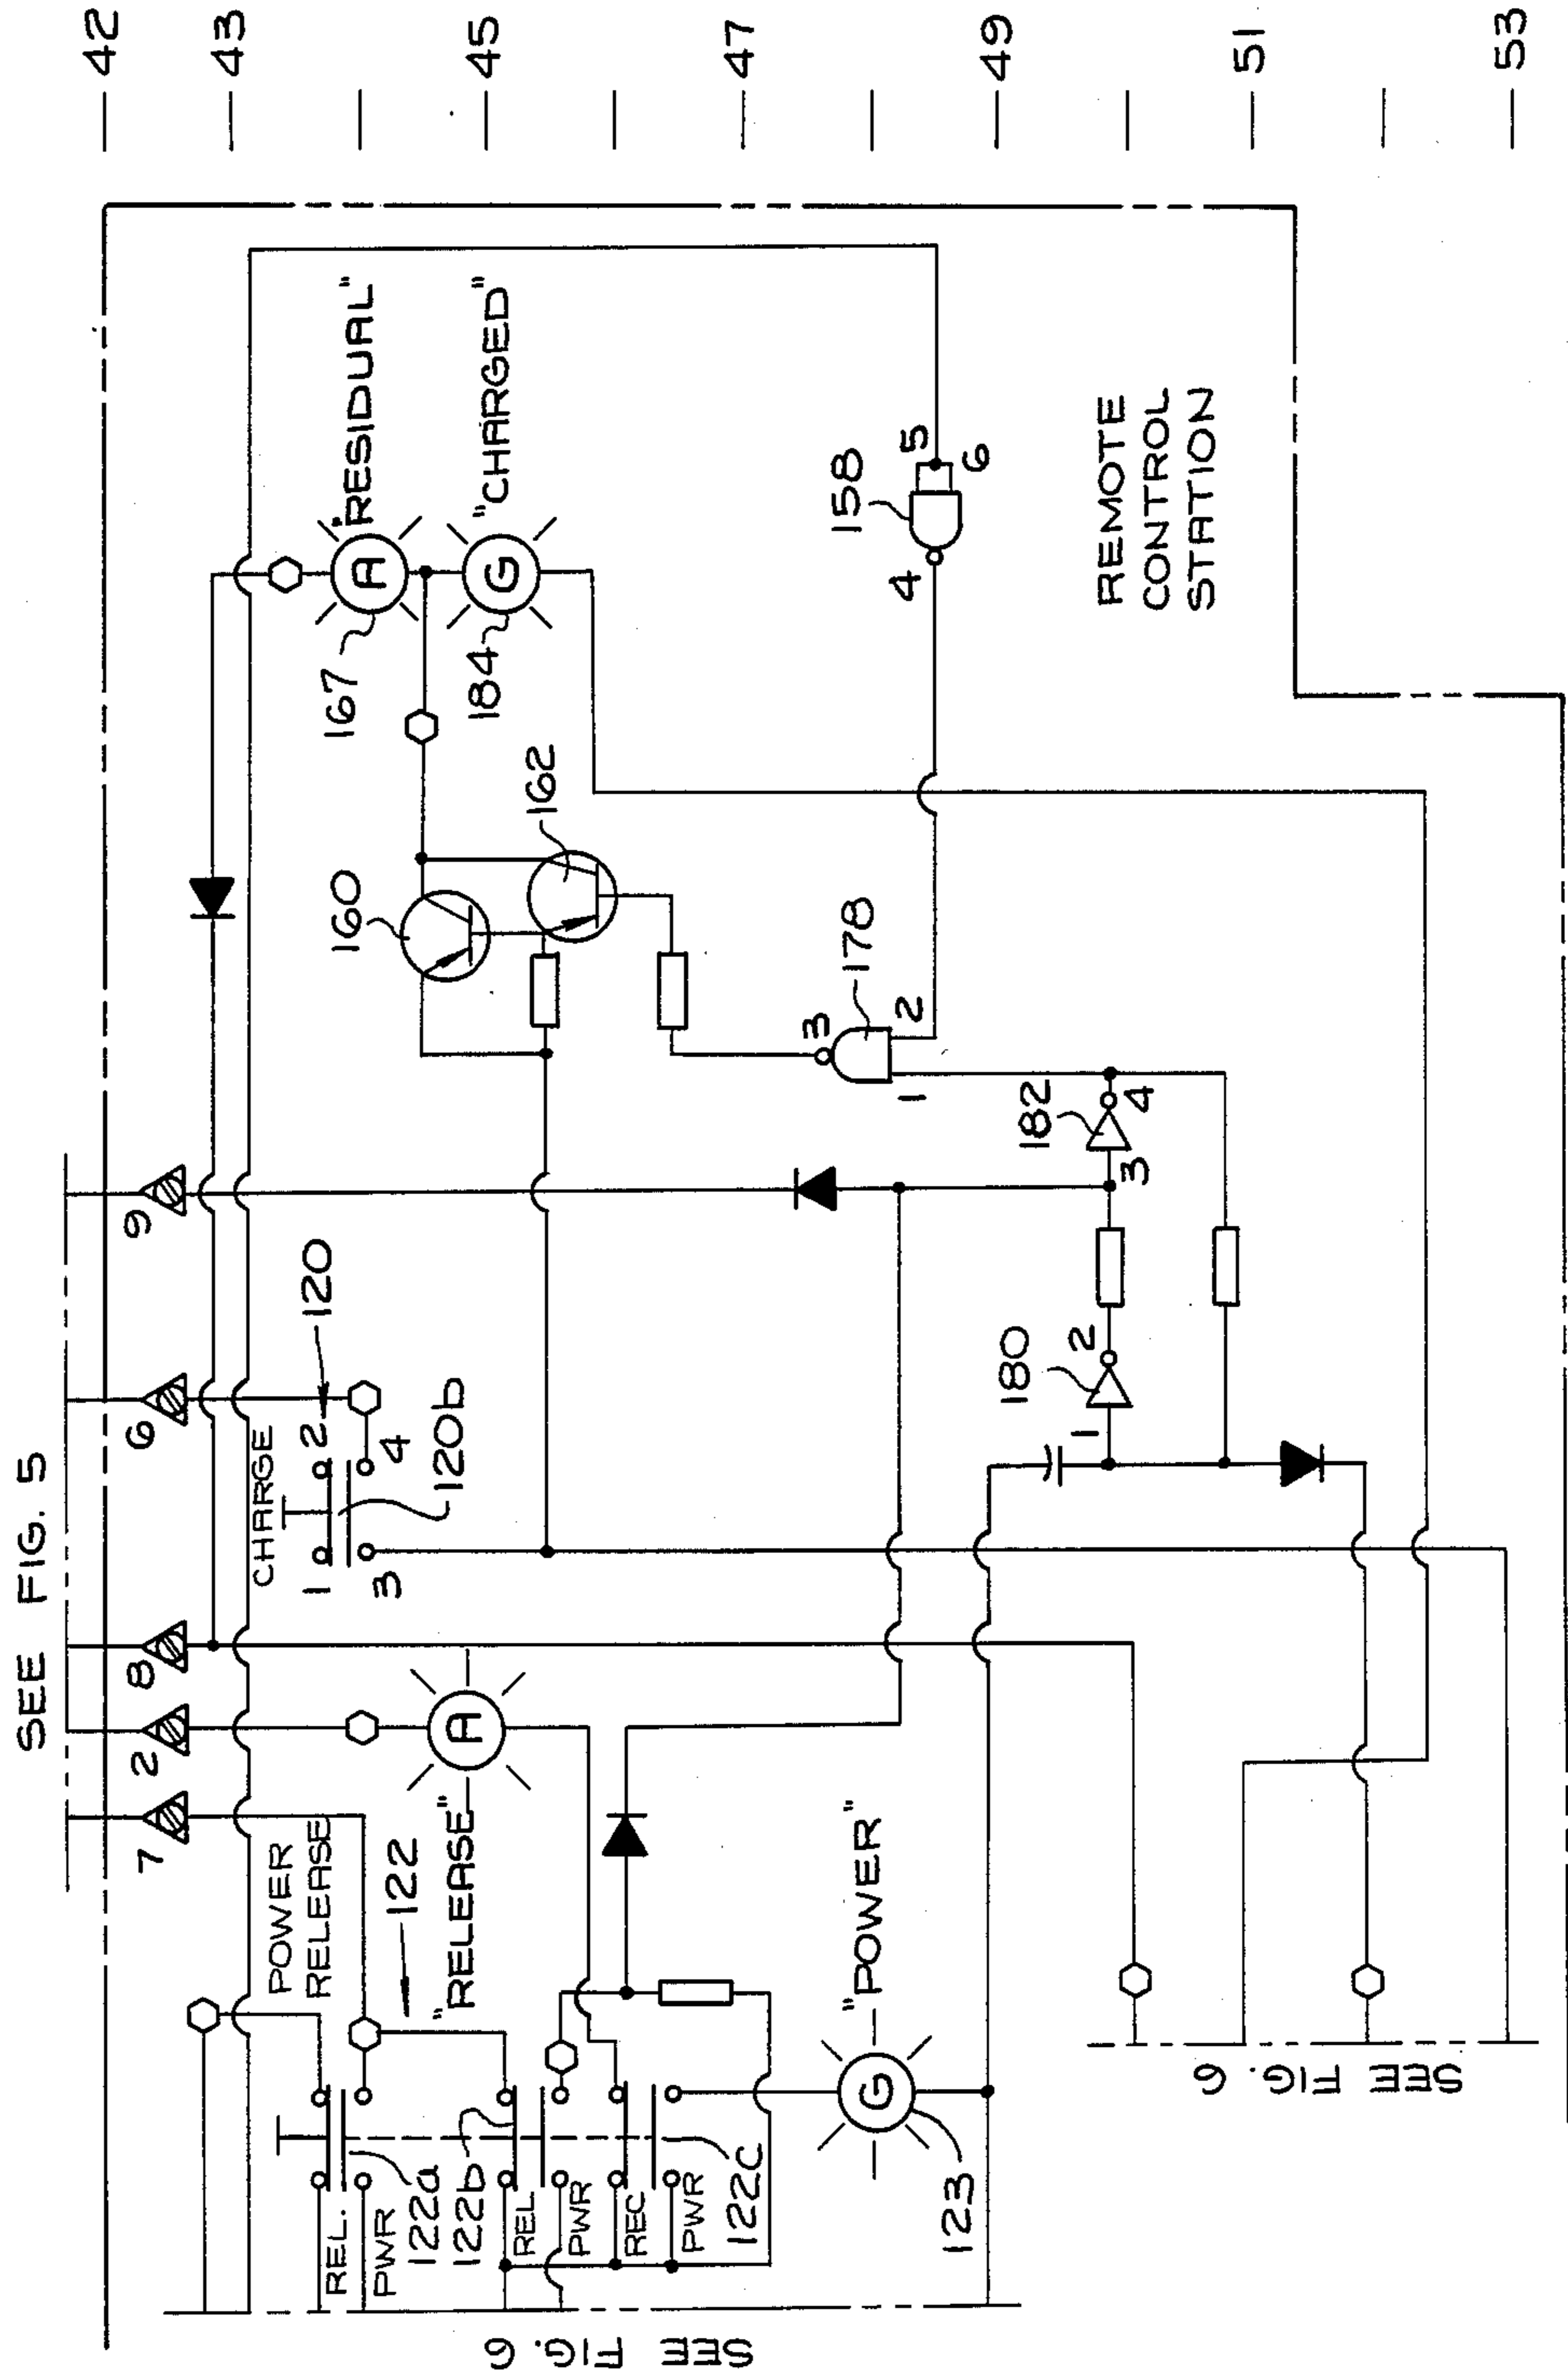 SEE FIG. 5
7
2
8
6
9
42
43
45
47
49
51
53
POWER
RELEASE
CHARGE
120
1
2
3
4
120b
REL.
PWR
122a
122
122b
REL
PWR
REC
PWR
122c
"RELEASE"
A
"POWER"
G
123
160
162
167
A
"RESIDUAL"
184
G
"CHARGED"
158
4
5
6
178
3
1
2
180
1
2
182
3
4
REMOTE
CONTROL
STATION
SEE FIG. 6
SEE FIG. 6